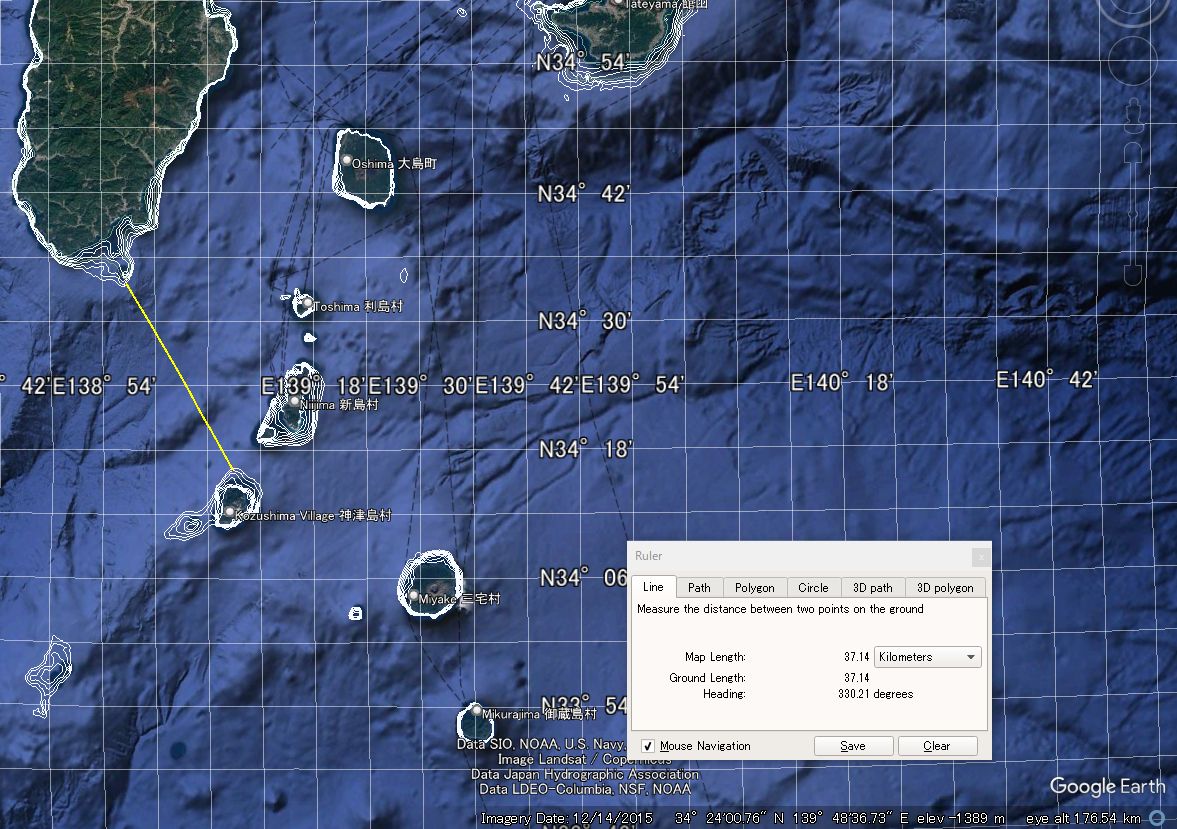 Tateyama 館山
N34° 54'
Oshima 大島町
N34° 42'
Toshima 利島村
N34° 30'
° 42'E138° 54' E139° 18'E139° 30'E139° 42'E139° 54' E140° 18' E140° 42'
Niijima 新島村
N34° 18'
Kozushima Village 神津島村
N34° 06
Miyake 三宅村
N33° 54
Mikurajima 御蔵島村
Ruler
x
Line Path Polygon Circle 3D path 3D polygon
Measure the distance between two points on the ground
Map Length: 37.14 Kilometers
Ground Length: 37.14
Heading: 330.21 degrees
Mouse Navigation Save Clear
Data SIO, NOAA, U.S. Navy,
Image Landsat / Copernicus
Data Japan Hydrographic Association
Data LDEO-Columbia, NSF, NOAA
Google Earth
Imagery Date: 12/14/2015 34° 24'00.76" N 139° 48'36.73" E elev -1389 m eye alt 176.54 km